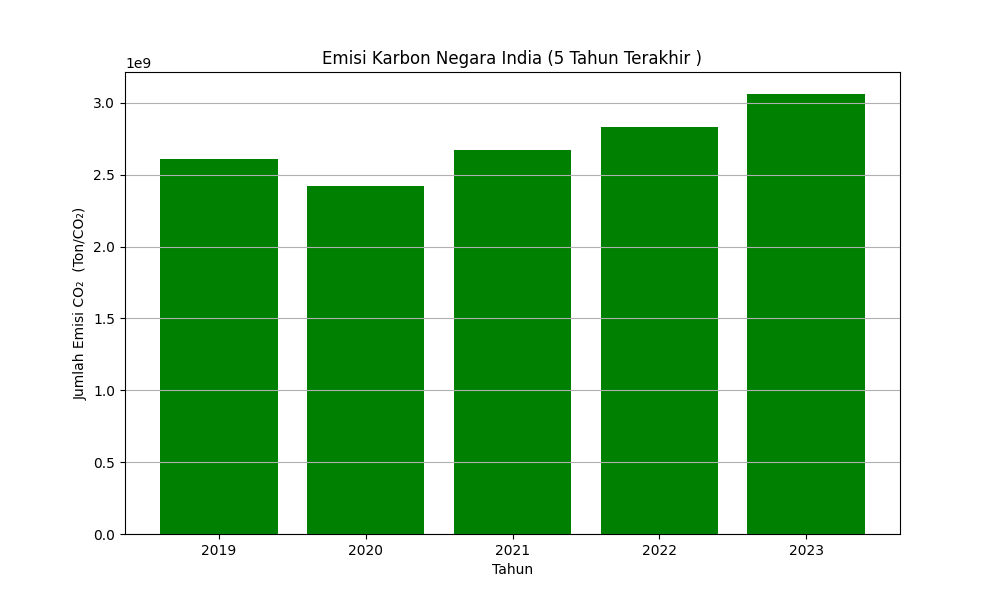 Emisi Karbon Negara India (5 Tahun Terakhir )
1e9
3.0
2.5
2.0
1.5
1.0
0.5
0.0
Jumlah Emisi CO₂  (Ton/CO₂)
2019 2020 2021 2022 2023
Tahun